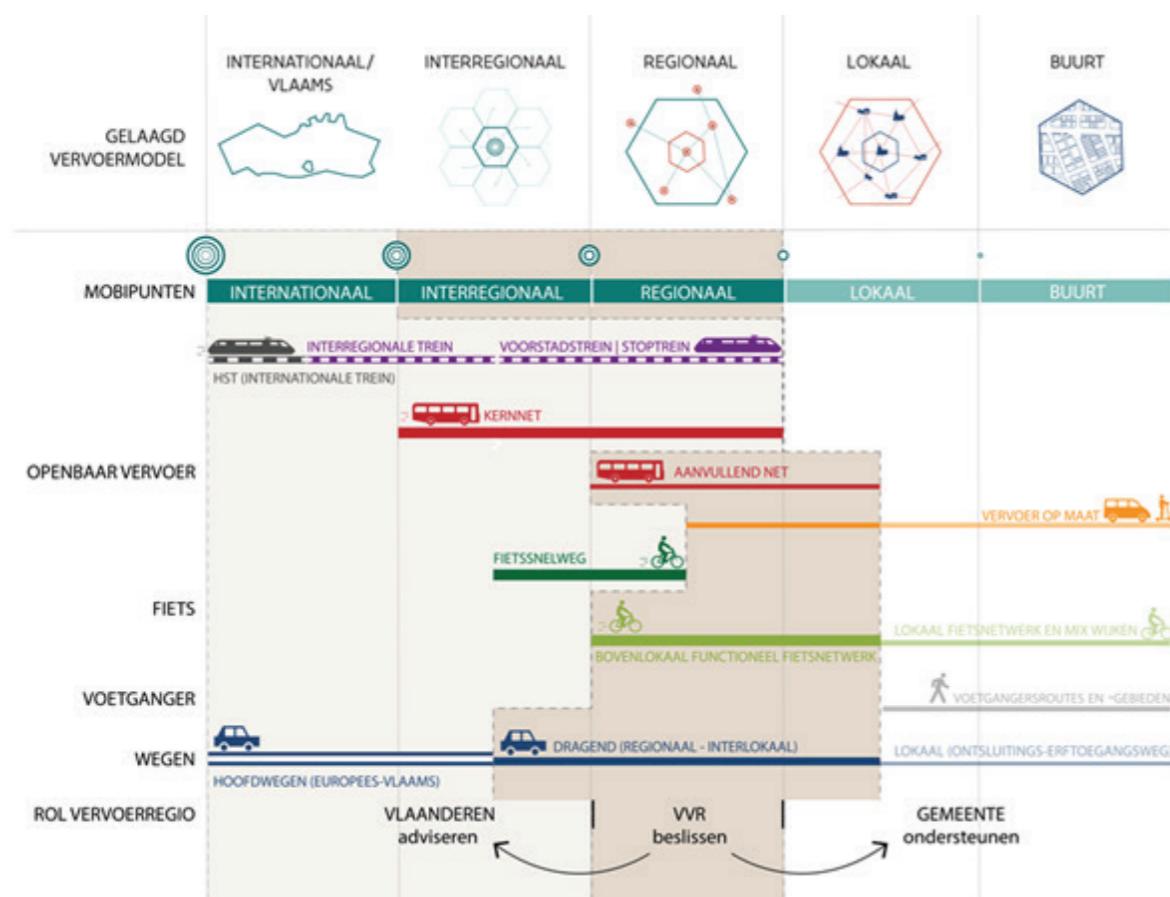 INTERNATIONAAL/
VLAAMS
INTERREGIONAAL
REGIONAAL
LOKAAL
BUURT
GELAAGD
VERVOERMODEL
MOBIPUNTEN
INTERNATIONAAL
INTERREGIONAAL
REGIONAAL
LOKAAL
BUURT
INTERREGIONALE TREIN
VOORSTADSTREIN | STOPTREIN
HST (INTERNATIONALE TREIN)
KERNNET
OPENBAAR VERVOER
AANVULLEND NET
VERVOER OP MAAT
FIETSSNELWEG
FIETS
LOKAAL FIETSNETWERK EN MIX WIJKEN
BOVENLOKAAL FUNCTIONEEL FIETSNETWERK
VOETGANGER
VOETGANGERSROUTES EN -GEBIEDEN
WEGEN
DRAGEND (REGIONAAL - INTERLOKAAL)
LOKAAL (ONTSLUITINGS-ERFTOEGANGSWEG
HOOFDWEGEN (EUROPEES-VLAAMS)
ROL VERVOERREGIO
VLAANDEREN
adviseren
VVR
beslissen
GEMEENTE
ondersteunen